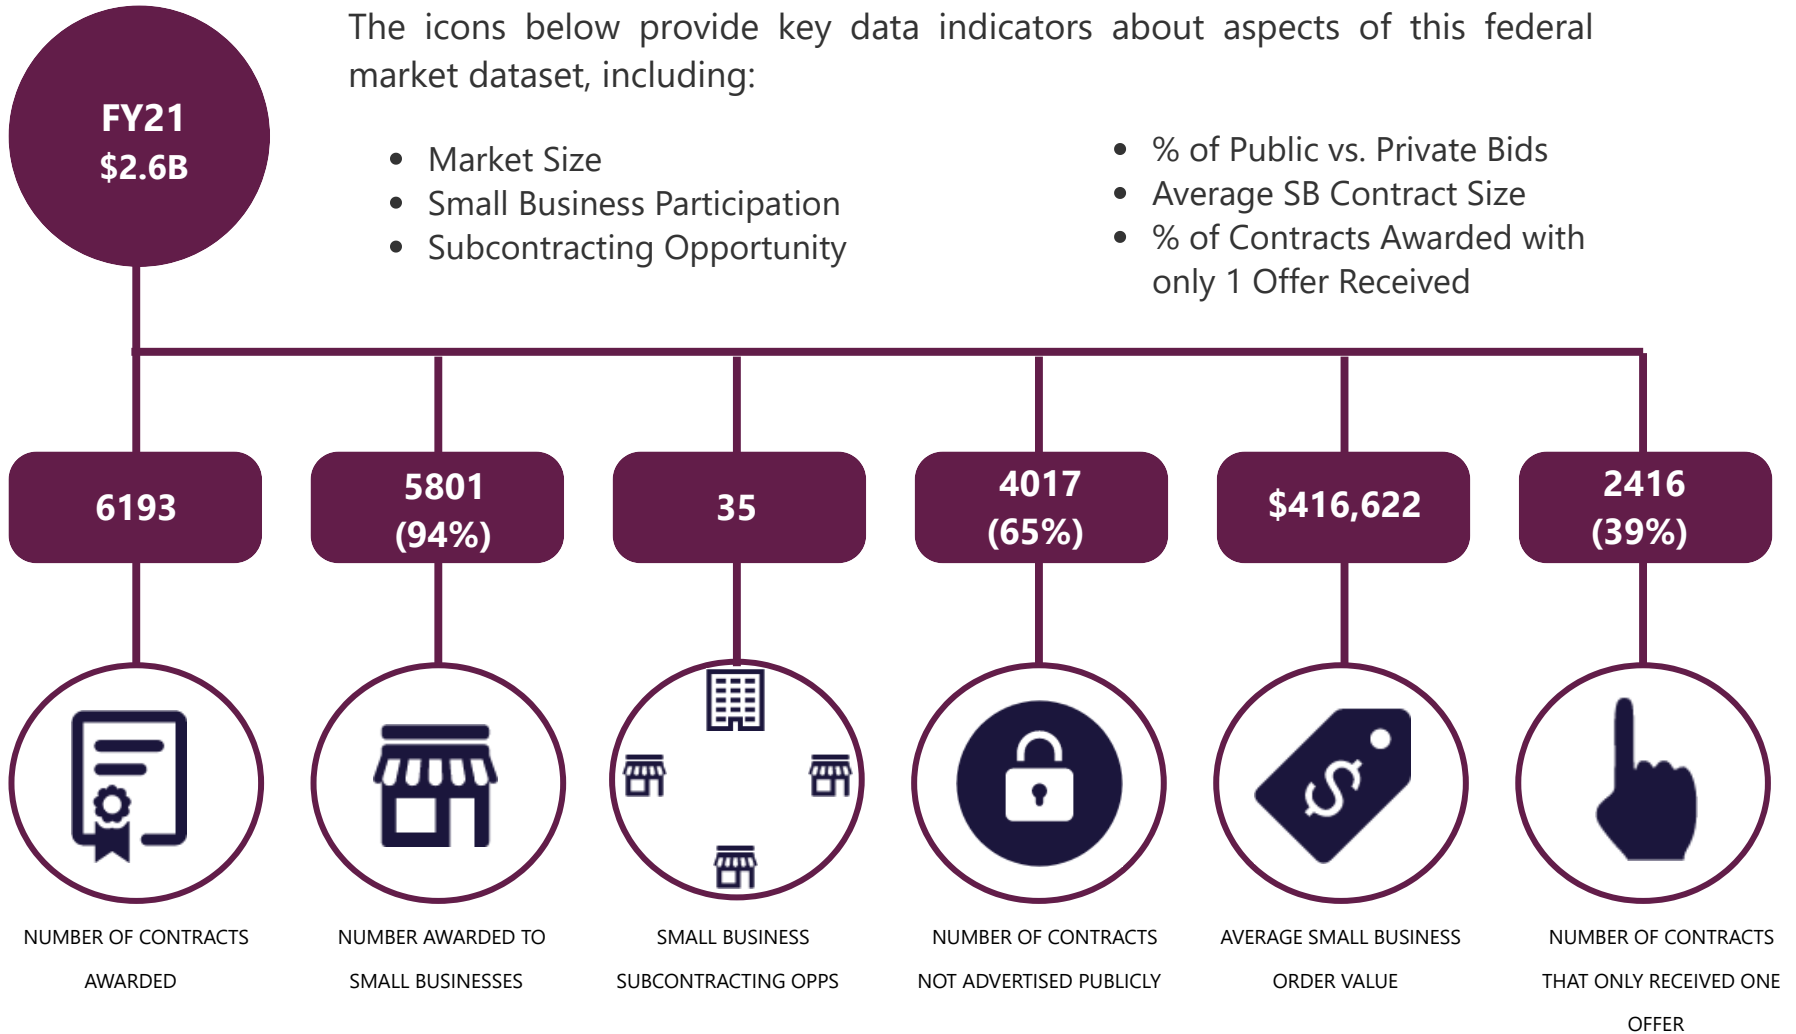 FY21
$2.6B
The icons below provide key data indicators about aspects of this federal
market dataset, including:
• Market Size
• Small Business Participation
• Subcontracting Opportunity
• % of Public vs. Private Bids
• Average SB Contract Size
• % of Contracts Awarded with
only 1 Offer Received
6193
5801
(94%)
35
4017
(65%)
$416,622
2416
(39%)
NUMBER OF CONTRACTS
AWARDED
NUMBER AWARDED TO
SMALL BUSINESSES
SMALL BUSINESS
SUBCONTRACTING OPPS
NUMBER OF CONTRACTS
NOT ADVERTISED PUBLICLY
AVERAGE SMALL BUSINESS
ORDER VALUE
NUMBER OF CONTRACTS
THAT ONLY RECEIVED ONE
OFFER